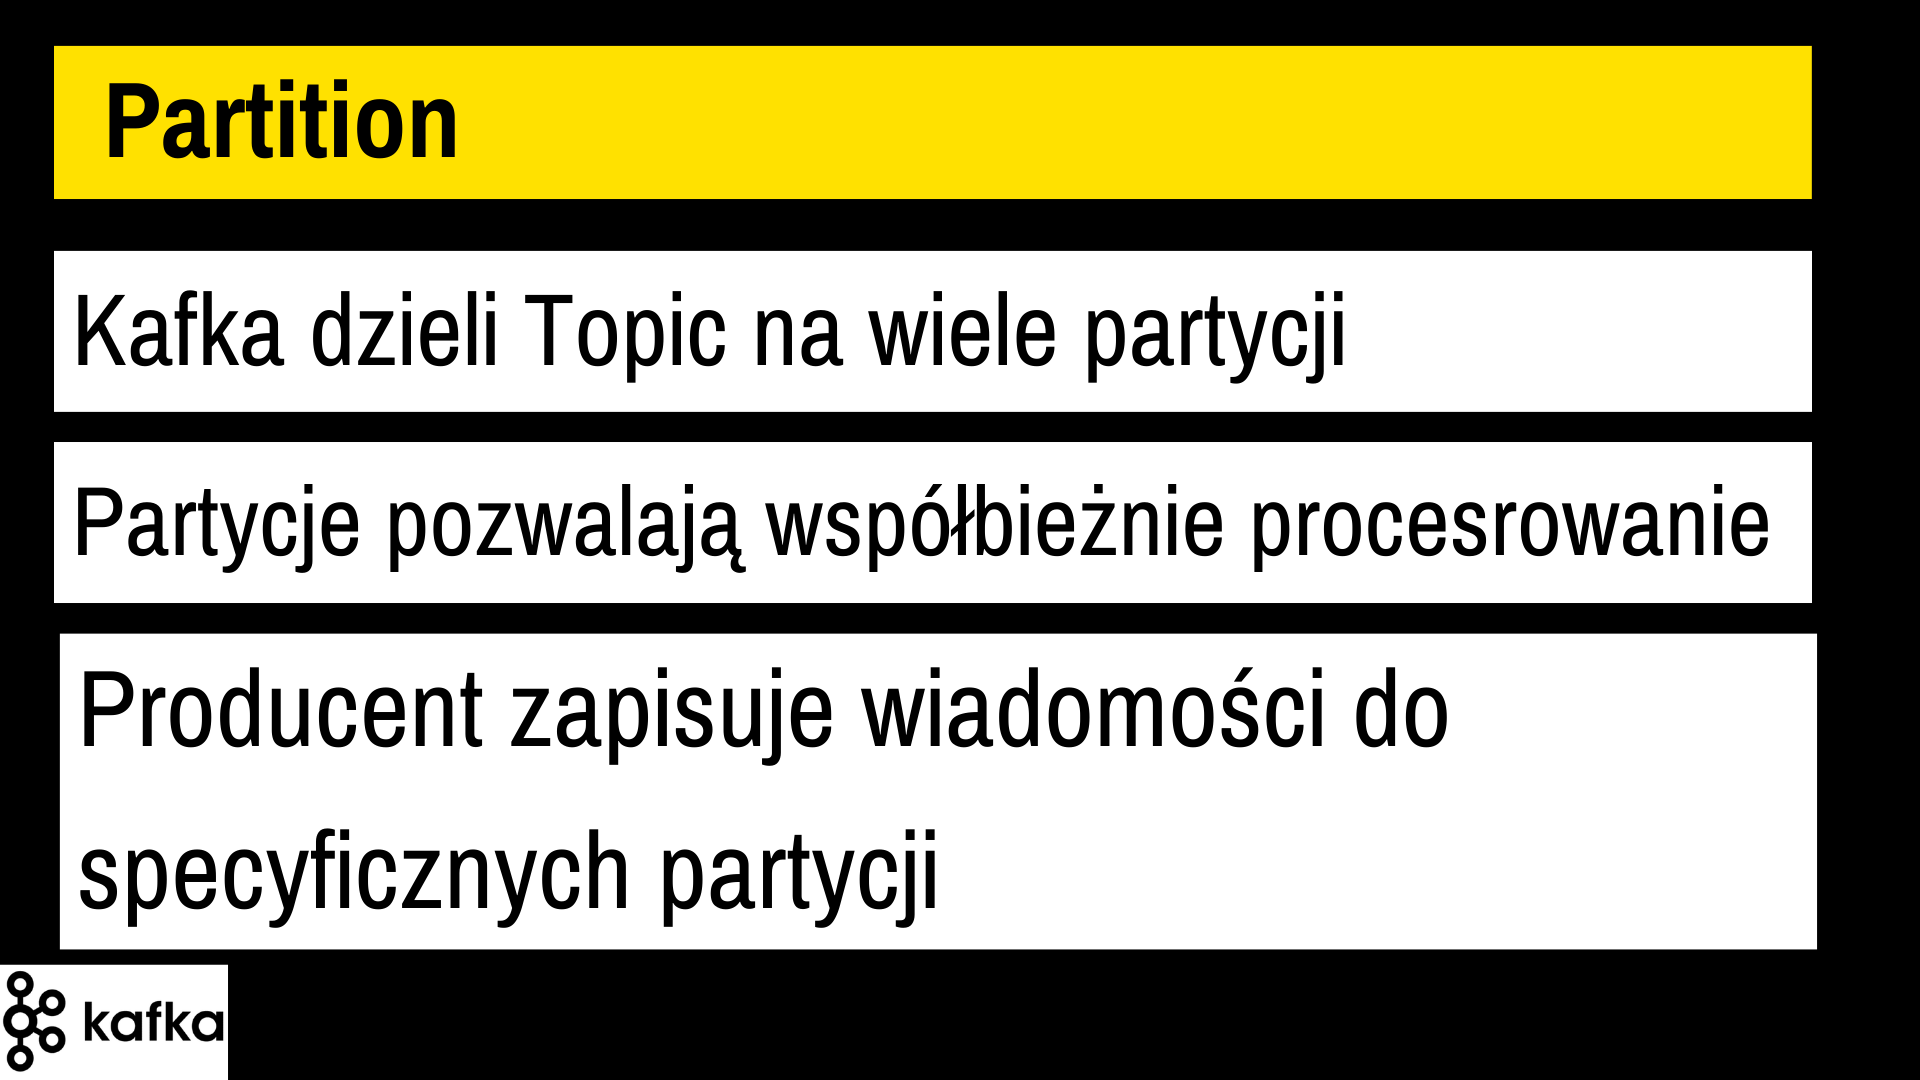 Partition
Kafka dzieli Topic na wiele partycji
Partycje pozwalają współbieżnie procesrowanie
Producent zapisuje wiadomości do
specyficznych partycji
kafka